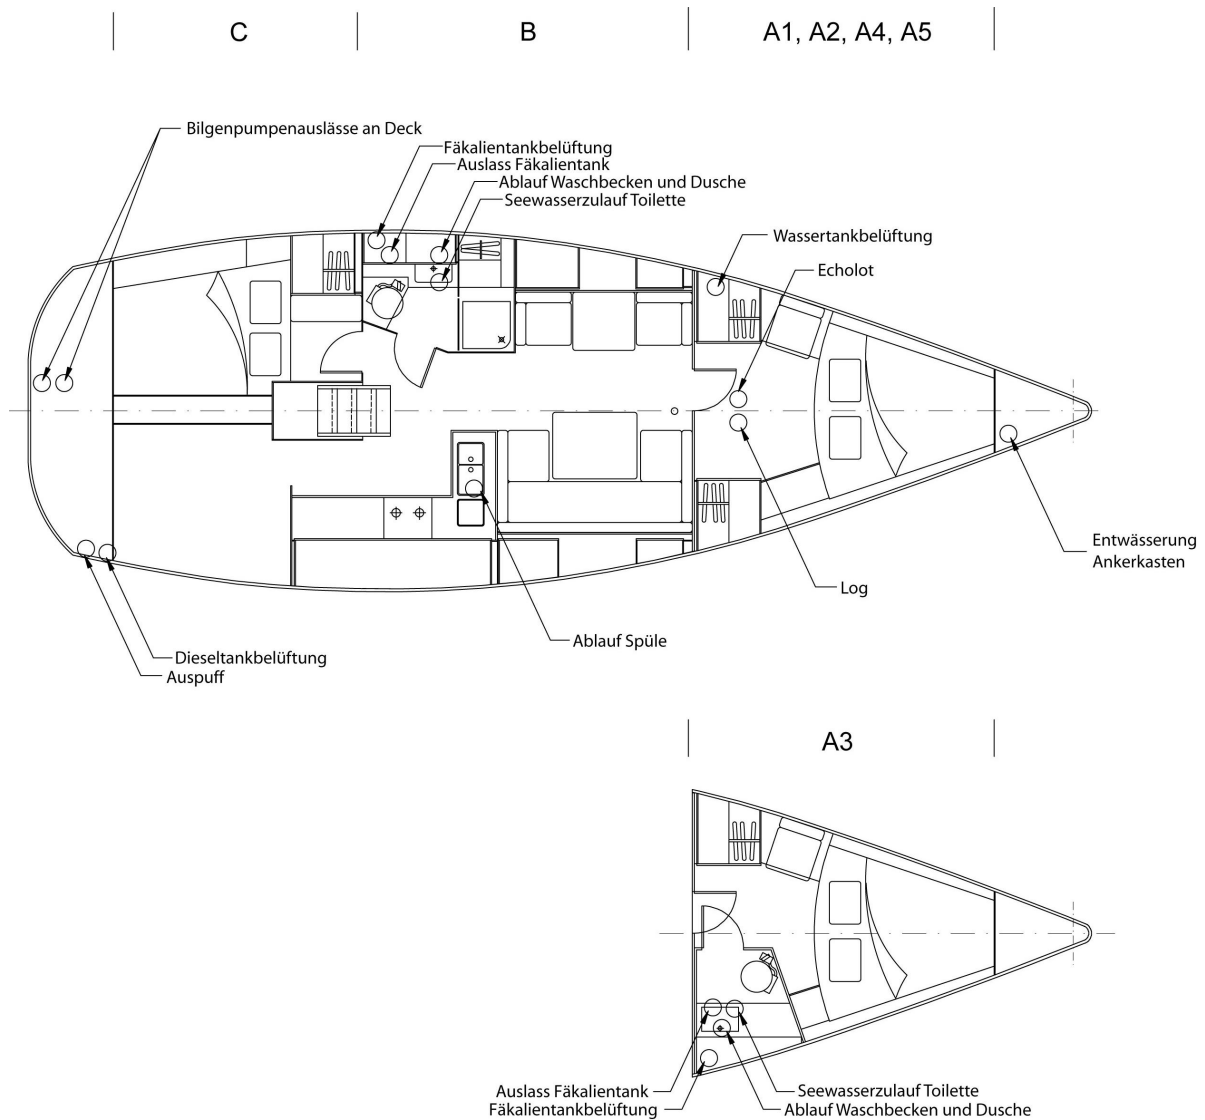 C
B
A1, A2, A4, A5
Bilgenpumpenauslässe an Deck
Fäkalientankbelüftung
Auslass Fäkalientank
Ablauf Waschbecken und Dusche
Seewasserzulauf Toilette
Wassertankbelüftung
Echolot
Entwässerung
Ankerkasten
Log
Ablauf Spüle
Dieseltankbelüftung
Auspuff
A3
Auslass Fäkalientank
Seewasserzulauf Toilette
Fäkalientankbelüftung
Ablauf Waschbecken und Dusche